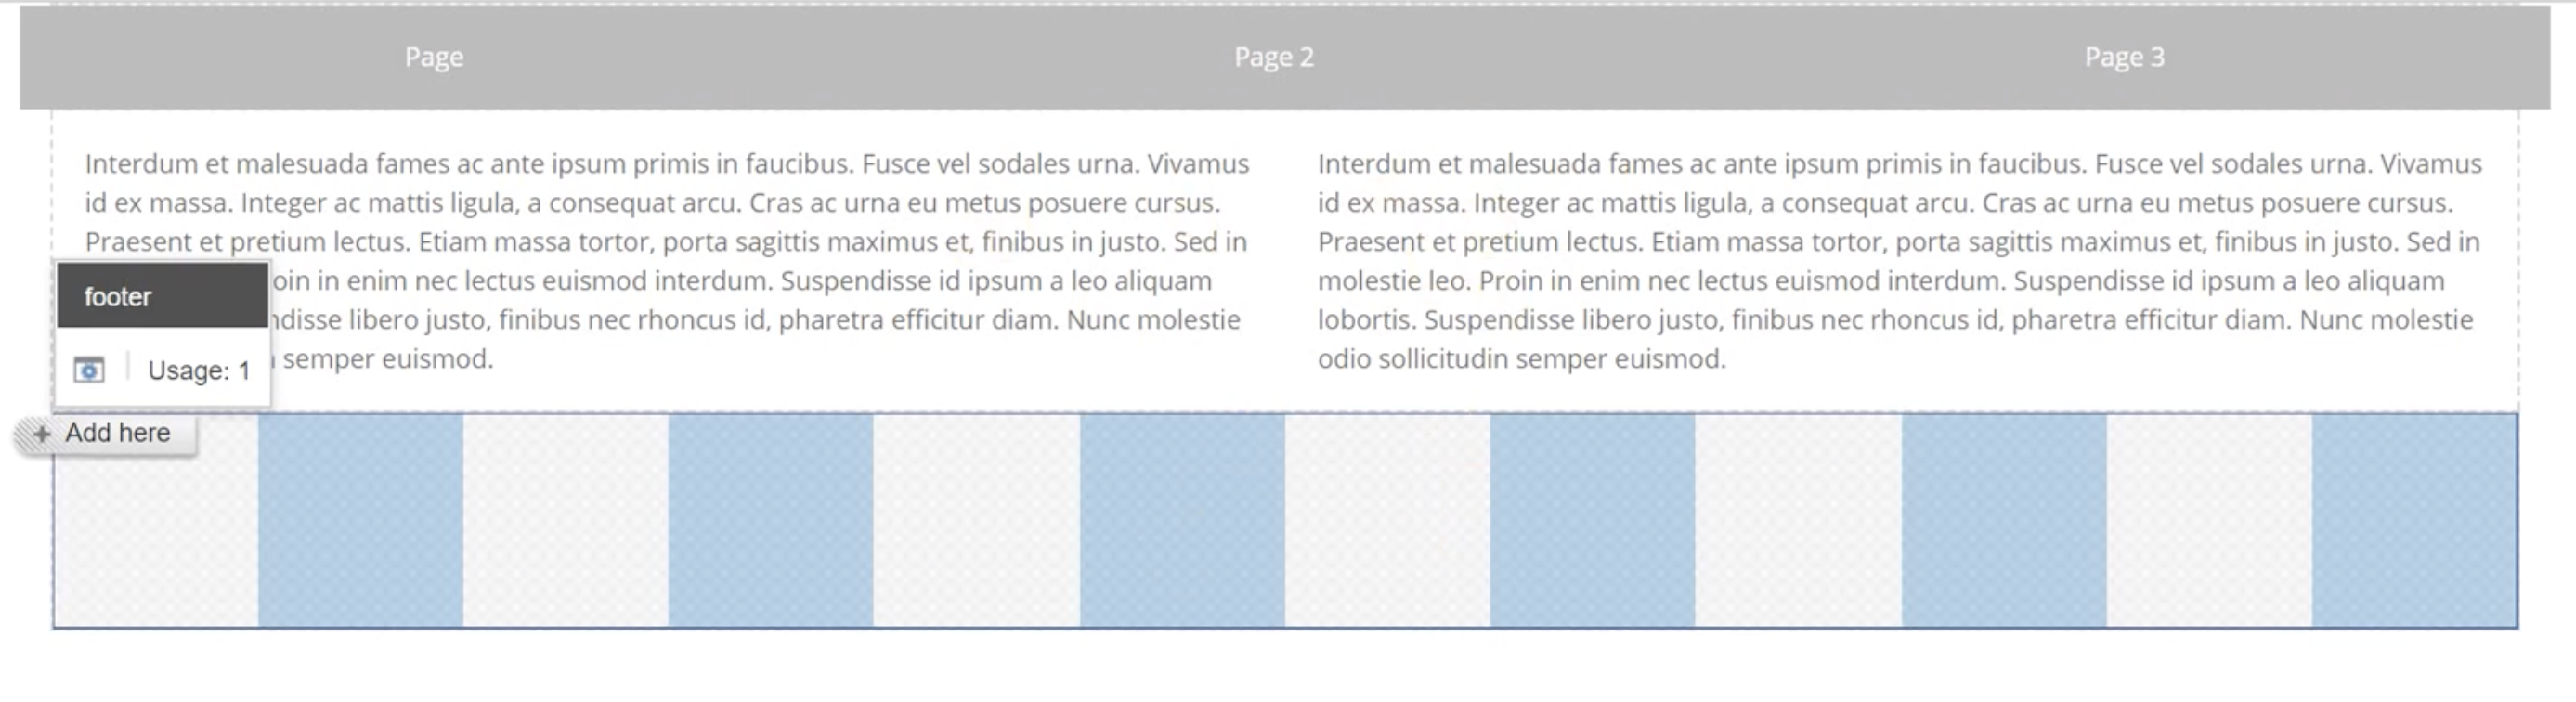 Page
Page 2
Page 3
Interdum et malesuada fames ac ante ipsum primis in faucibus. Fusce vel sodales urna. Vivamus
id ex massa. Integer ac mattis ligula, a consequat arcu. Cras ac urna eu metus posuere cursus.
Praesent et pretium lectus. Etiam massa tortor, porta sagittis maximus et, finibus in justo. Sed in
oin in enim nec lectus euismod interdum. Suspendisse id ipsum a leo aliquam
ndisse libero justo, finibus nec rhoncus id, pharetra efficitur diam. Nunc molestie
semper euismod.
Interdum et malesuada fames ac ante ipsum primis in faucibus. Fusce vel sodales urna. Vivamus
id ex massa. Integer ac mattis ligula, a consequat arcu. Cras ac urna eu metus posuere cursus.
Praesent et pretium lectus. Etiam massa tortor, porta sagittis maximus et, finibus in justo. Sed in
molestie leo. Proin in enim nec lectus euismod interdum. Suspendisse id ipsum a leo aliquam
lobortis. Suspendisse libero justo, finibus nec rhoncus id, pharetra efficitur diam. Nunc molestie
odio sollicitudin semper euismod.
footer
Usage: 1
+ Add here